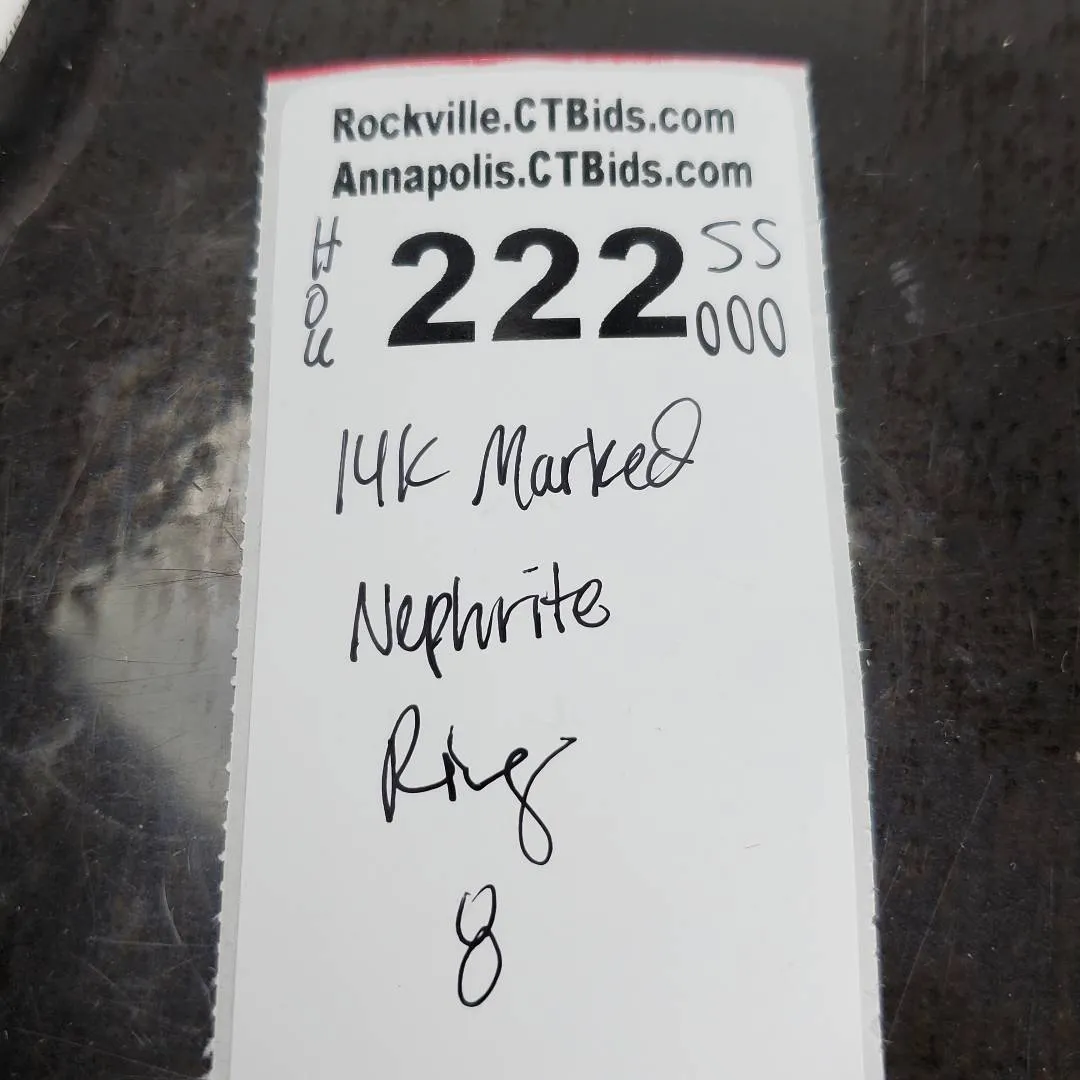 Rockville.CTBids.com
Annapolis.CTBids.com
HOU 222 SS
000
14K Marked
Nephrite
Ring
8